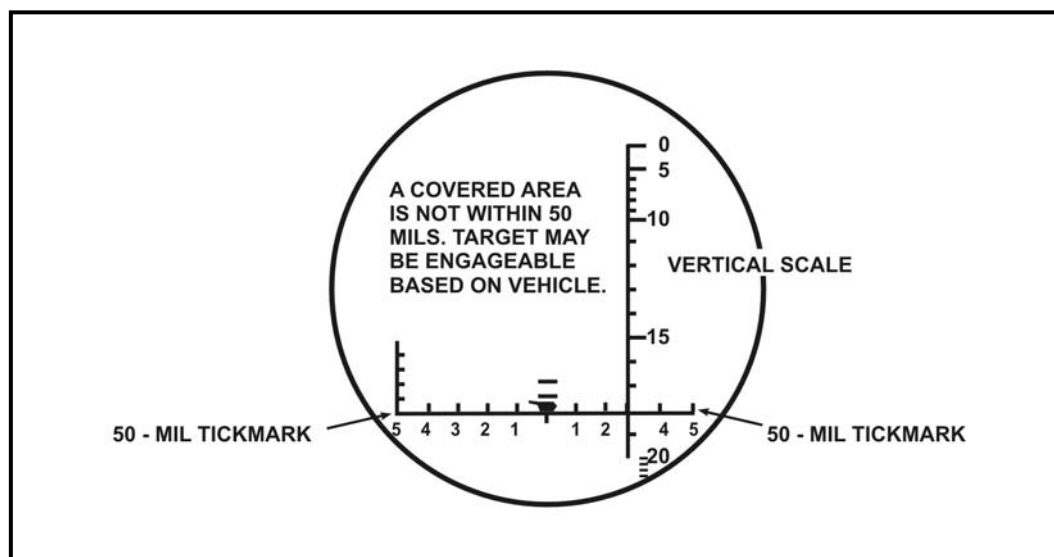 0
5
A COVERED AREA
IS NOT WITHIN 50
MILS. TARGET MAY
BE ENGAGEABLE
BASED ON VEHICLE.
10
VERTICAL SCALE
15
5 4 3 2 1 1 2 4 5
50 - MIL TICKMARK
50 - MIL TICKMARK
20